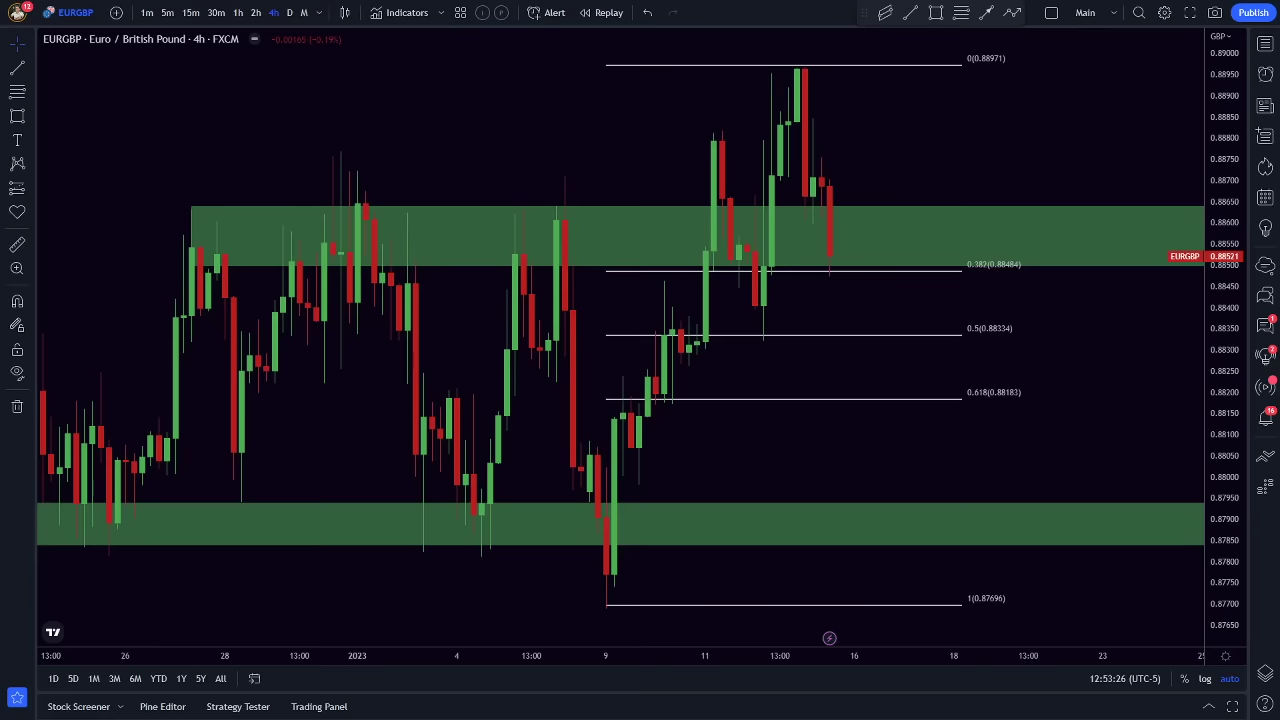 12
EURGBP
1m 5m 15m 30m 1h 2h 4h D M
Indicators
Alert
Replay
Main
Publish
EURGBP · Euro / British Pound · 4h · FXCM
−0.00165 (−0.19%)
GBP
0(0.88971)
0.382(0.88484)
0.5(0.88334)
0.618(0.88183)
1(0.87696)
0.89000
0.88950
0.88900
0.88850
0.88800
0.88750
0.88700
0.88650
0.88600
0.88550
EURGBP 0.88521
0.88500
0.88450
0.88400
0.88350
0.88300
0.88250
0.88200
0.88150
0.88100
0.88050
0.88000
0.87950
0.87900
0.87850
0.87800
0.87750
0.87700
0.87650
1
2
16
13:00 26 28 13:00 2023 4 13:00 9 11 13:00 16 18 13:00 23
1D 5D 1M 3M 6M YTD 1Y 5Y All
12:53:26 (UTC-5) % log auto
Stock Screener Pine Editor Strategy Tester Trading Panel